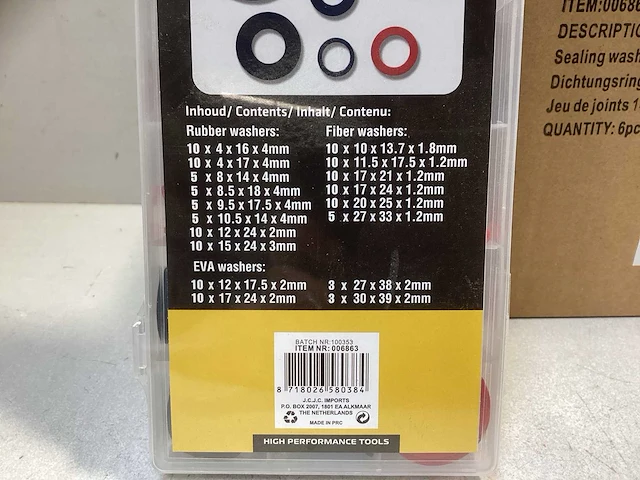 Inhoud/ Contents/ Inhalt/ Contenu:
Rubber washers:
10 x 4 x 16 x 4mm
10 x 4 x 17 x 4mm
5 x 8 x 14 x 4mm
5 x 8.5 x 18 x 4mm
5 x 9.5 x 17.5 x 4mm
5 x 10.5 x 14 x 4mm
10 x 12 x 24 x 2mm
10 x 15 x 24 x 3mm
Fiber washers:
10 x 10 x 13.7 x 1.8mm
10 x 11.5 x 17.5 x 1.2mm
10 x 17 x 21 x 1.2mm
10 x 17 x 24 x 1.2mm
10 x 20 x 25 x 1.2mm
5 x 27 x 33 x 1.2mm
EVA washers:
10 x 12 x 17.5 x 2mm
10 x 17 x 24 x 2mm
3 x 27 x 38 x 2mm
3 x 30 x 39 x 2mm
BATCH NR:100353
ITEM NR: 006863
8 718026 580384
J.C.J.C. IMPORTS
P.O. BOX 2007, 1801 EA ALKMAAR
THE NETHERLANDS
MADE IN PRC
HIGH PERFORMANCE TOOLS
ITEM:00686
DESCRIPTIO
Sealing wash
Dichtungsring
Jeu de joints 1
QUANTITY: 6pc